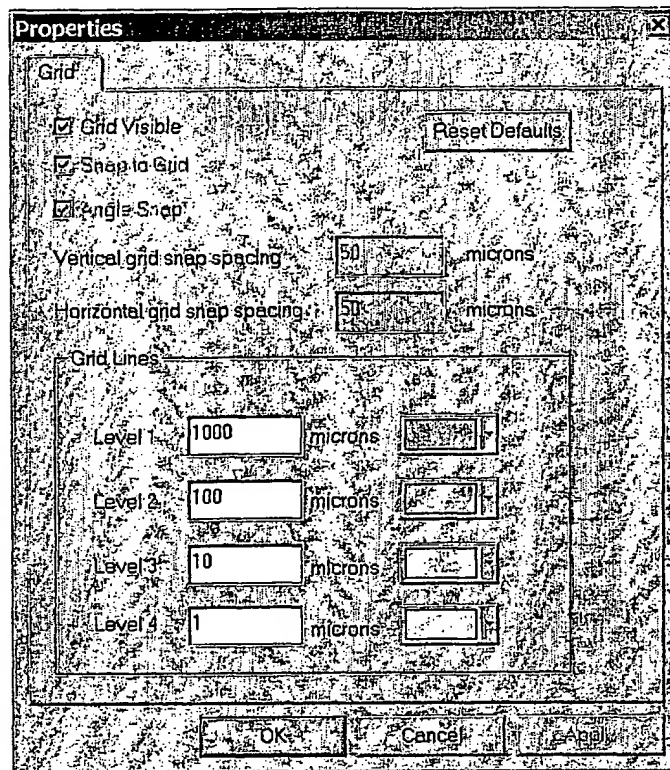 Properties
Grid
Grid Visible
Reset Defaults
Snap to Grid
Angle Snap
Vertical grid snap spacing 50 microns
Horizontal grid snap spacing 50 microns
Grid Lines
Level 1 1000 microns
Level 2 100 microns
Level 3 10 microns
Level 4 1 microns
OK Cancel Apply